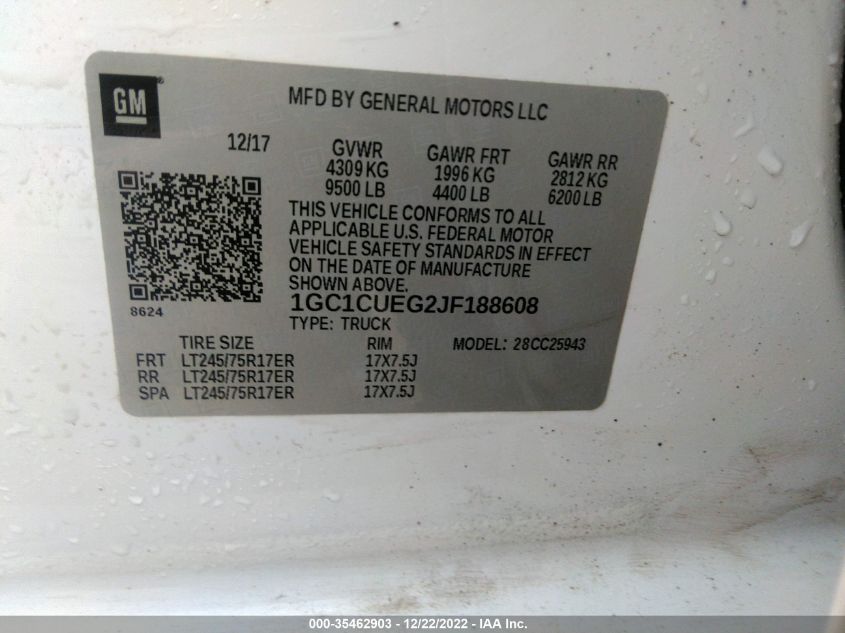 GM
®
MFD BY GENERAL MOTORS LLC
12/17
GVWR GAWR FRT GAWR RR
4309 KG 1996 KG 2812 KG
9500 LB 4400 LB 6200 LB
THIS VEHICLE CONFORMS TO ALL
APPLICABLE U.S. FEDERAL MOTOR
VEHICLE SAFETY STANDARDS IN EFFECT
ON THE DATE OF MANUFACTURE
SHOWN ABOVE.
8624
1GC1CUEG2JF188608
TYPE: TRUCK
TIRE SIZE RIM MODEL: 28CC25943
FRT LT245/75R17ER 17X7.5J
RR LT245/75R17ER 17X7.5J
SPA LT245/75R17ER 17X7.5J
000-35462903 - 12/22/2022 - IAA Inc.